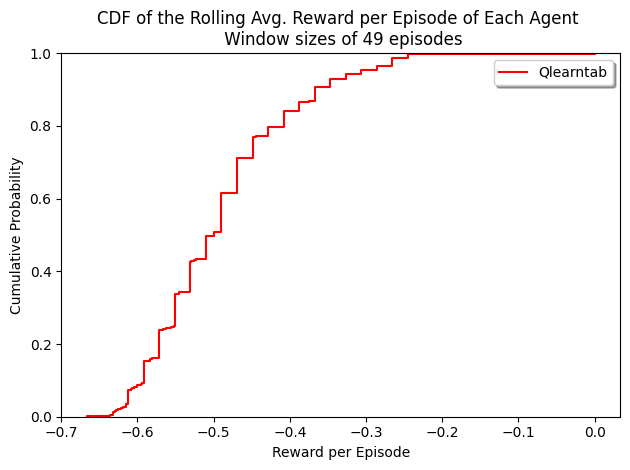 CDF of the Rolling Avg. Reward per Episode of Each Agent
Window sizes of 49 episodes
Qlearntab
Cumulative Probability
1.0
0.8
0.6
0.4
0.2
0.0
−0.7 −0.6 −0.5 −0.4 −0.3 −0.2 −0.1 0.0
Reward per Episode